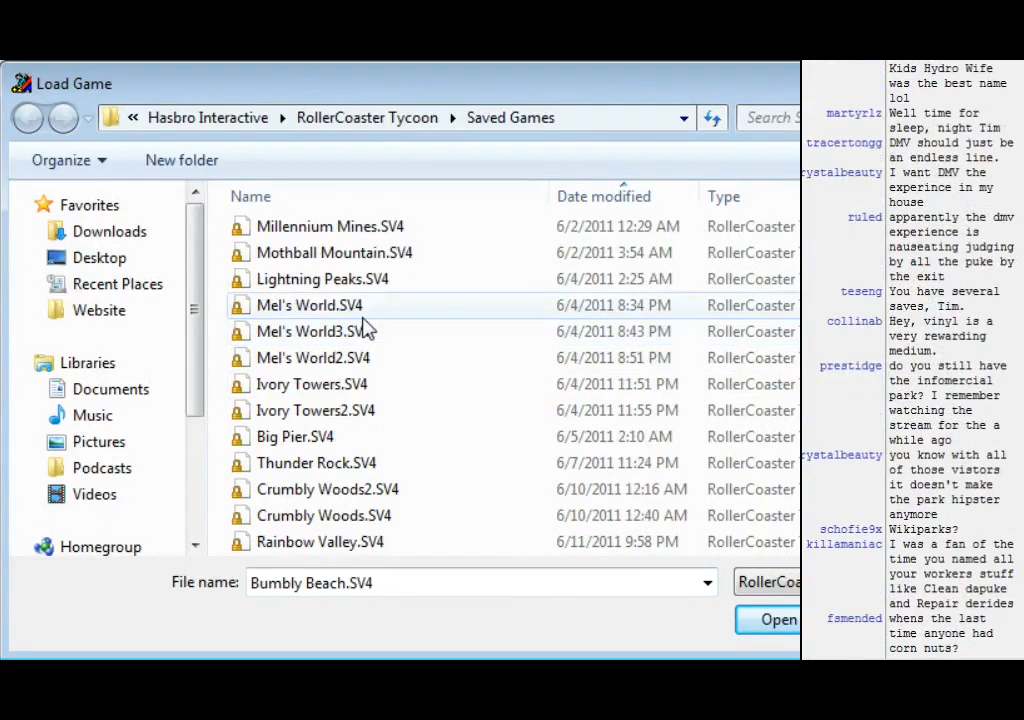 Load Game
« Hasbro Interactive RollerCoaster Tycoon Saved Games
Search S
Organize New folder
Name Date modified Type
Favorites
Downloads
Desktop
Recent Places
Website
Libraries
Documents
Music
Pictures
Podcasts
Videos
Homegroup
Millennium Mines.SV4 6/2/2011 12:29 AM RollerCoaster
Mothball Mountain.SV4 6/2/2011 3:54 AM RollerCoaster
Lightning Peaks.SV4 6/4/2011 2:25 AM RollerCoaster
Mel's World.SV4 6/4/2011 8:34 PM RollerCoaster
Mel's World3.SV 6/4/2011 8:43 PM RollerCoaster
Mel's World2.SV4 6/4/2011 8:51 PM RollerCoaster
Ivory Towers.SV4 6/4/2011 11:51 PM RollerCoaster
Ivory Towers2.SV4 6/4/2011 11:55 PM RollerCoaster
Big Pier.SV4 6/5/2011 2:10 AM RollerCoaster
Thunder Rock.SV4 6/7/2011 11:24 PM RollerCoaster
Crumbly Woods2.SV4 6/10/2011 12:16 AM RollerCoaster
Crumbly Woods.SV4 6/10/2011 12:40 AM RollerCoaster
Rainbow Valley.SV4 6/11/2011 9:58 PM RollerCoaster
File name: Bumbly Beach.SV4 RollerCoa
Open
Kids Hydro Wife
was the best name
lol
martyrlz Well time for
sleep, night Tim
tracertongg DMV should just be
an endless line.
rystalbeauty I want DMV the
experince in my
house
ruled apparently the dmv
experience is
nauseating judging
by all the puke by
the exit
teseng You have several
saves, Tim.
collinab Hey, vinyl is a
very rewarding
medium.
prestidge do you still have
the infomercial
park? I remember
watching the
stream for the a
while ago
rystalbeauty you know with all
of those vistors
it doesn't make
the park hipster
anymore
schofie9x Wikiparks?
killamaniac I was a fan of the
time you named all
your workers stuff
like Clean dapuke
and Repair derides
fsmended whens the last
time anyone had
corn nuts?